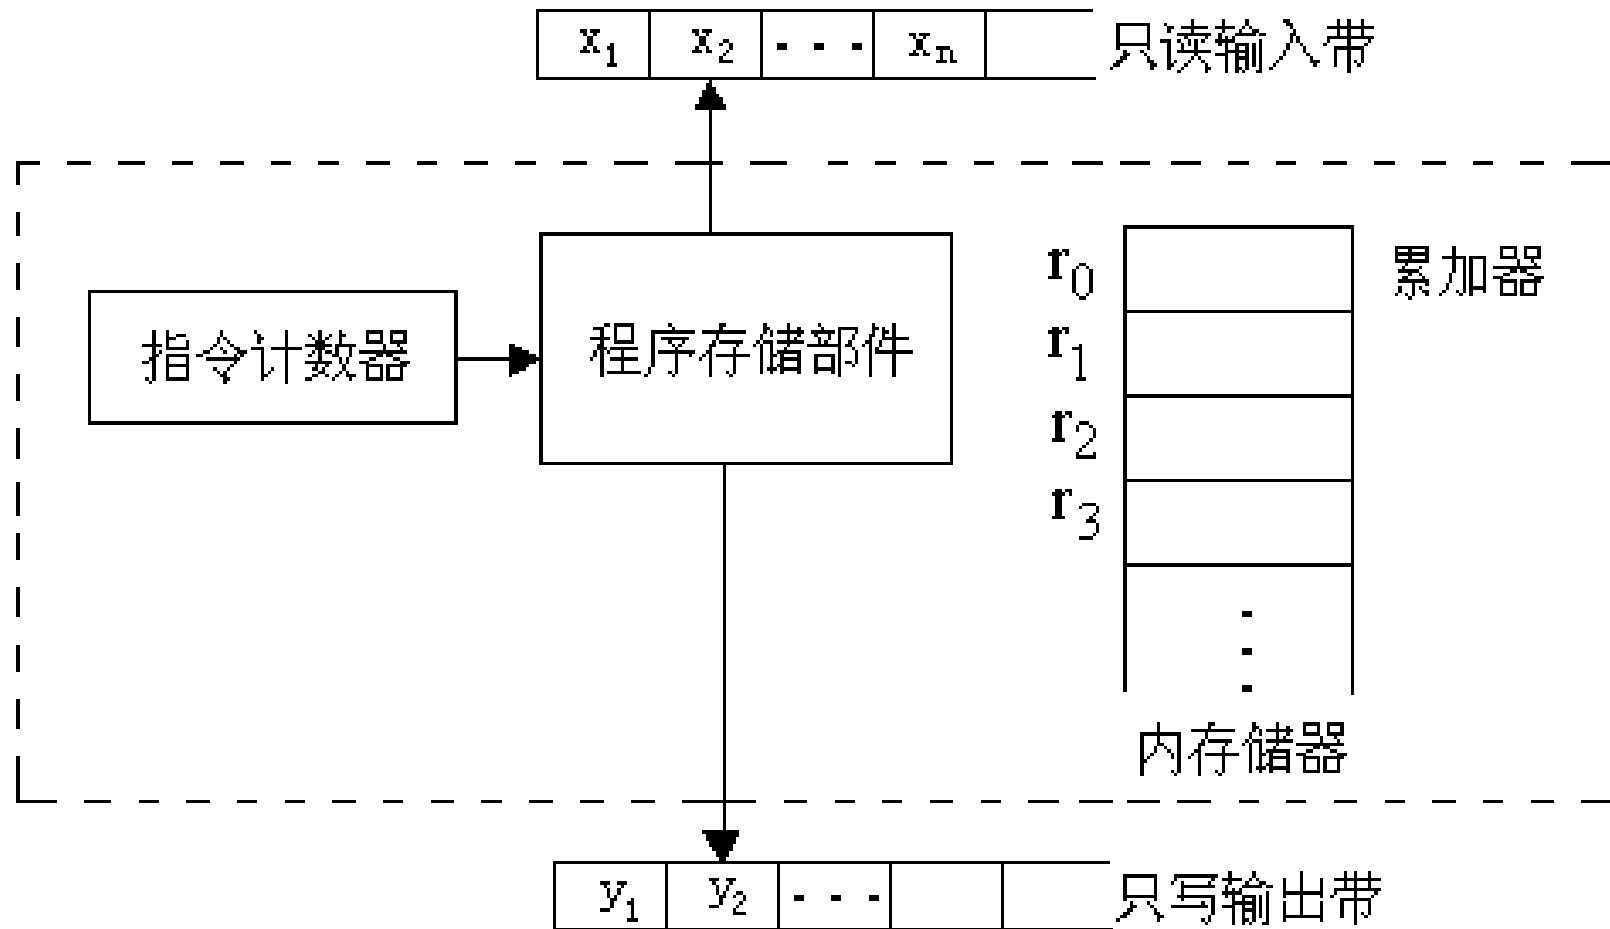 x₁ x₂ ... xₙ 只读输入带
指令计数器
程序存储部件
r₀ 累加器
r₁
r₂
r₃
内存储器
y₁ y₂ ... 只写输出带